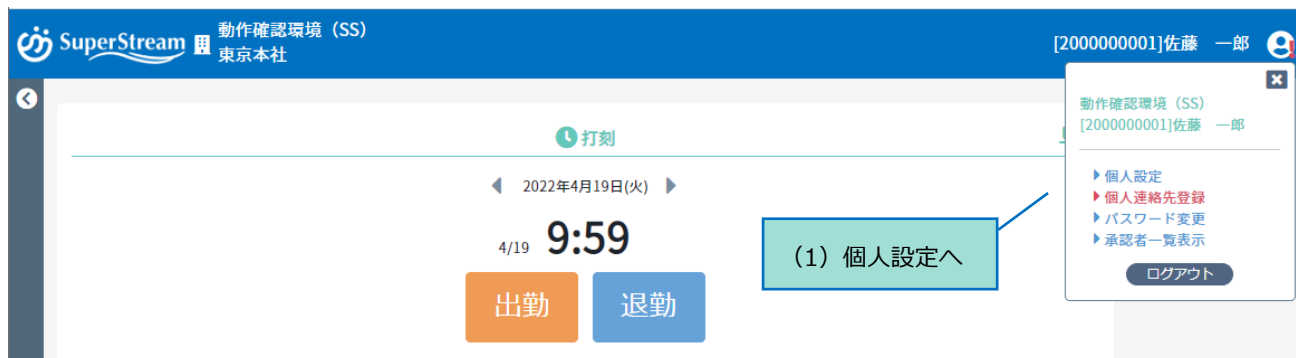 SuperStream
動作確認環境（SS）
東京本社
[2000000001]佐藤　一郎
打刻
2022年4月19日(火)
4/19 9:59
出勤
退勤
（1）個人設定へ
動作確認環境（SS）
[2000000001]佐藤　一郎
個人設定
個人連絡先登録
パスワード変更
承認者一覧表示
ログアウト